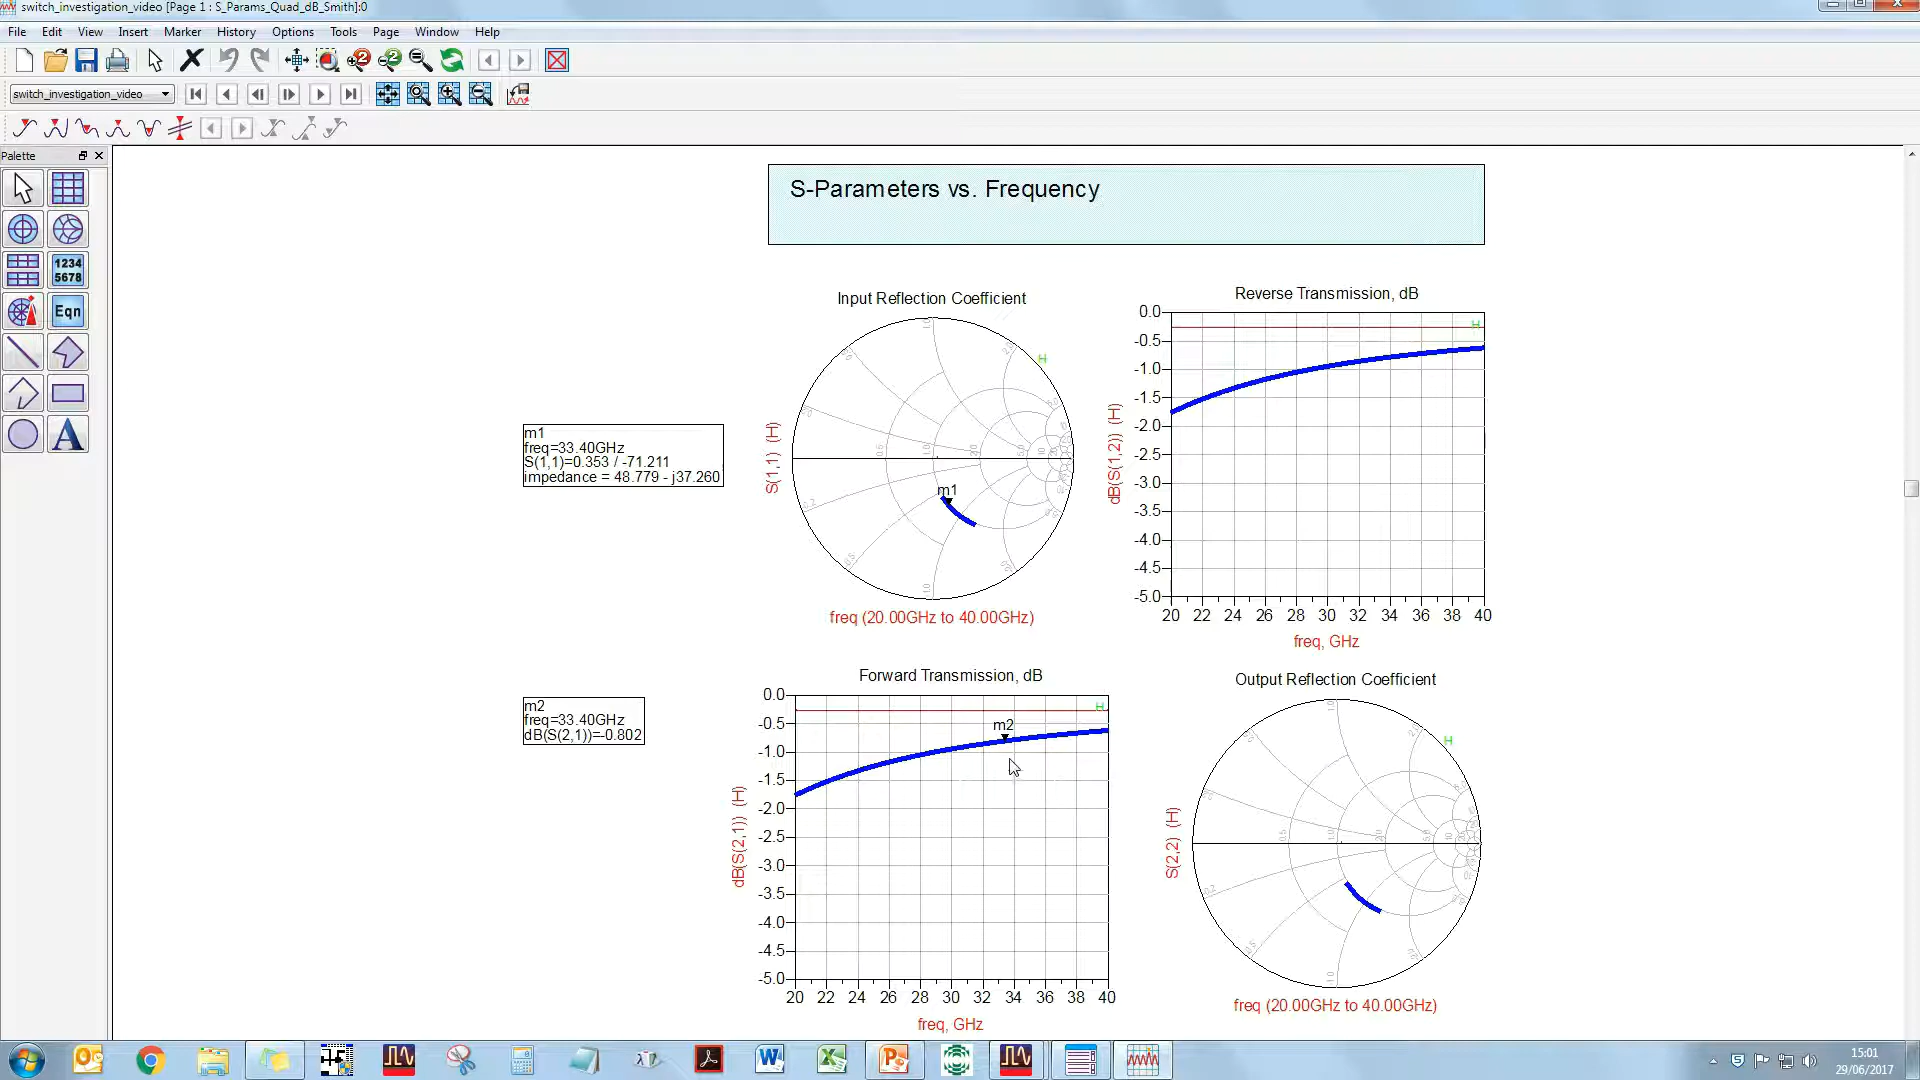 switch_investigation_video [Page 1 : S_Params_Quad_dB_Smith]:0
File Edit View Insert Marker History Options Tools Page Window Help
switch_investigation_video
Palette
1234
5678
Eqn
A
S-Parameters vs. Frequency
Input Reflection Coefficient
m1
freq=33.40GHz
S(1,1)=0.353 / -71.211
impedance = 48.779 - j37.260
S(1,1) (H)
H
m1
freq (20.00GHz to 40.00GHz)
Reverse Transmission, dB
dB(S(1,2)) (H)
H
0.0
-0.5
-1.0
-1.5
-2.0
-2.5
-3.0
-3.5
-4.0
-4.5
-5.0
20 22 24 26 28 30 32 34 36 38 40
freq, GHz
Forward Transmission, dB
m2
freq=33.40GHz
dB(S(2,1))=-0.802
dB(S(2,1)) (H)
H
m2
0.0
-0.5
-1.0
-1.5
-2.0
-2.5
-3.0
-3.5
-4.0
-4.5
-5.0
20 22 24 26 28 30 32 34 36 38 40
freq, GHz
Output Reflection Coefficient
S(2,2) (H)
H
freq (20.00GHz to 40.00GHz)
15:01
29/06/2017